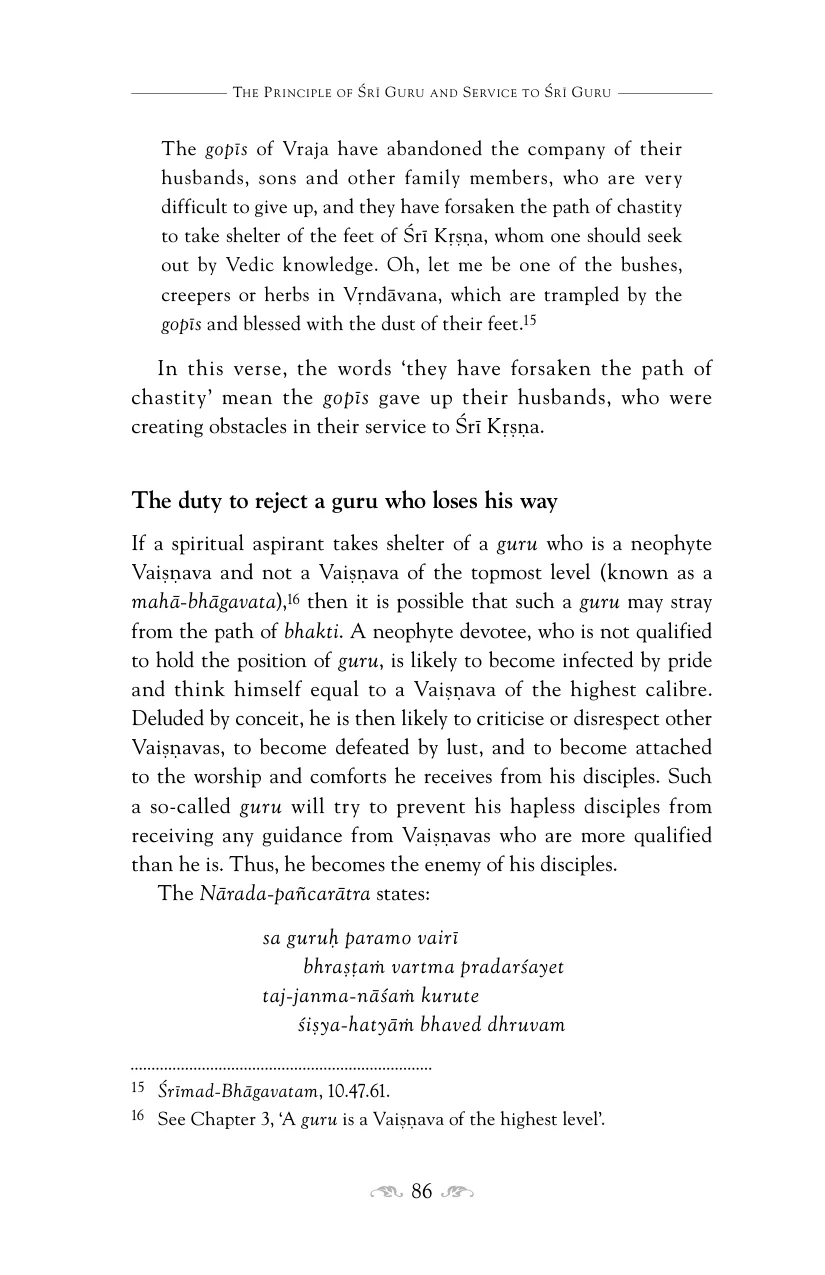 The Principle of Śrī Guru and Service to Śrī Guru
The gopīs of Vraja have abandoned the company of their
husbands, sons and other family members, who are very
difficult to give up, and they have forsaken the path of chastity
to take shelter of the feet of Śrī Kṛṣṇa, whom one should seek
out by Vedic knowledge. Oh, let me be one of the bushes,
creepers or herbs in Vṛndāvana, which are trampled by the
gopīs and blessed with the dust of their feet.15
In this verse, the words ‘they have forsaken the path of
chastity’ mean the gopīs gave up their husbands, who were
creating obstacles in their service to Śrī Kṛṣṇa.
The duty to reject a guru who loses his way
If a spiritual aspirant takes shelter of a guru who is a neophyte
Vaiṣṇava and not a Vaiṣṇava of the topmost level (known as a
mahā-bhāgavata),16 then it is possible that such a guru may stray
from the path of bhakti. A neophyte devotee, who is not qualified
to hold the position of guru, is likely to become infected by pride
and think himself equal to a Vaiṣṇava of the highest calibre.
Deluded by conceit, he is then likely to criticise or disrespect other
Vaiṣṇavas, to become defeated by lust, and to become attached
to the worship and comforts he receives from his disciples. Such
a so-called guru will try to prevent his hapless disciples from
receiving any guidance from Vaiṣṇavas who are more qualified
than he is. Thus, he becomes the enemy of his disciples.
The Nārada-pañcarātra states:
sa guruḥ paramo vairī
bhraṣṭaṁ vartma pradarśayet
taj-janma-nāśaṁ kurute
śiṣya-hatyāṁ bhaved dhruvam
15 Śrīmad-Bhāgavatam, 10.47.61.
16 See Chapter 3, ‘A guru is a Vaiṣṇava of the highest level’.
86